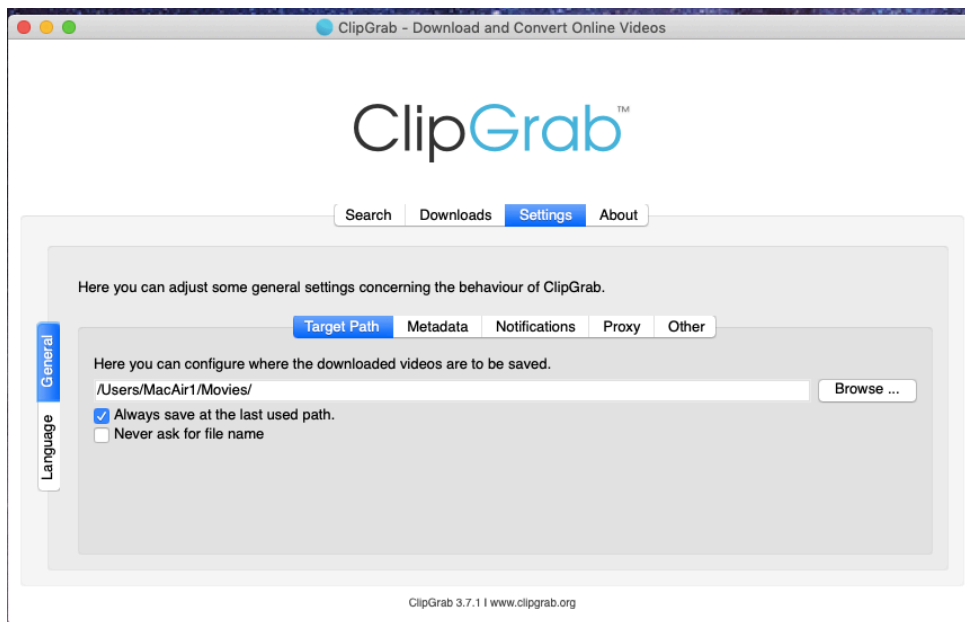 ClipGrab - Download and Convert Online Videos
ClipGrab™
Search Downloads Settings About
Here you can adjust some general settings concerning the behaviour of ClipGrab.
General
Language
Target Path Metadata Notifications Proxy Other
Here you can configure where the downloaded videos are to be saved.
/Users/MacAir1/Movies/ Browse ...
Always save at the last used path.
Never ask for file name
ClipGrab 3.7.1 I www.clipgrab.org